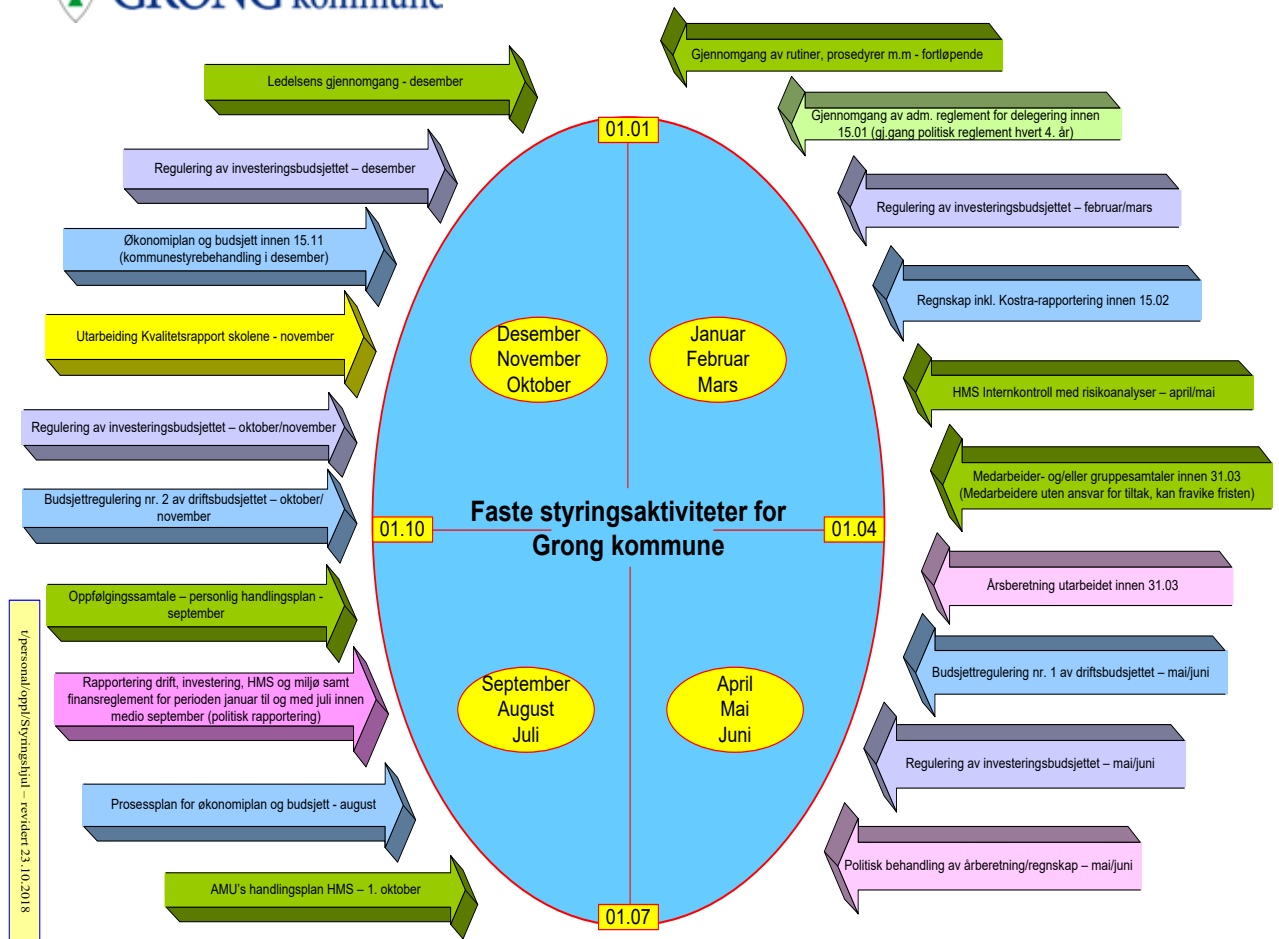 GRONG kommune
Gjennomgang av rutiner, prosedyrer m.m - fortløpende
Ledelsens gjennomgang - desember
Gjennomgang av adm. reglement for delegering innen
15.01 (gj.gang politisk reglement hvert 4. år)
01.01
Regulering av investeringsbudsjettet – desember
Regulering av investeringsbudsjettet – februar/mars
Økonomiplan og budsjett innen 15.11
(kommunestyrebehandling i desember)
Regnskap inkl. Kostra-rapportering innen 15.02
Utarbeiding Kvalitetsrapport skolene - november
Desember
November
Oktober
Januar
Februar
Mars
HMS Internkontroll med risikoanalyser – april/mai
Regulering av investeringsbudsjettet – oktober/november
Medarbeider- og/eller gruppesamtaler innen 31.03
(Medarbeidere uten ansvar for tiltak, kan fravike fristen)
Budsjettregulering nr. 2 av driftsbudsjettet – oktober/
november
01.10
Faste styringsaktiviteter for
Grong kommune
01.04
Oppfølgingssamtale – personlig handlingsplan -
september
Årsberetning utarbeidet innen 31.03
Rapportering drift, investering, HMS og miljø samt
finansreglement for perioden januar til og med juli innen
medio september (politisk rapportering)
September
August
Juli
April
Mai
Juni
Budsjettregulering nr. 1 av driftsbudsjettet – mai/juni
Regulering av investeringsbudsjettet – mai/juni
Prosessplan for økonomiplan og budsjett - august
Politisk behandling av årberetning/regnskap – mai/juni
AMU's handlingsplan HMS – 1. oktober
01.07
t/personal/oppl/Styringshjul – revidert 23.10.2018